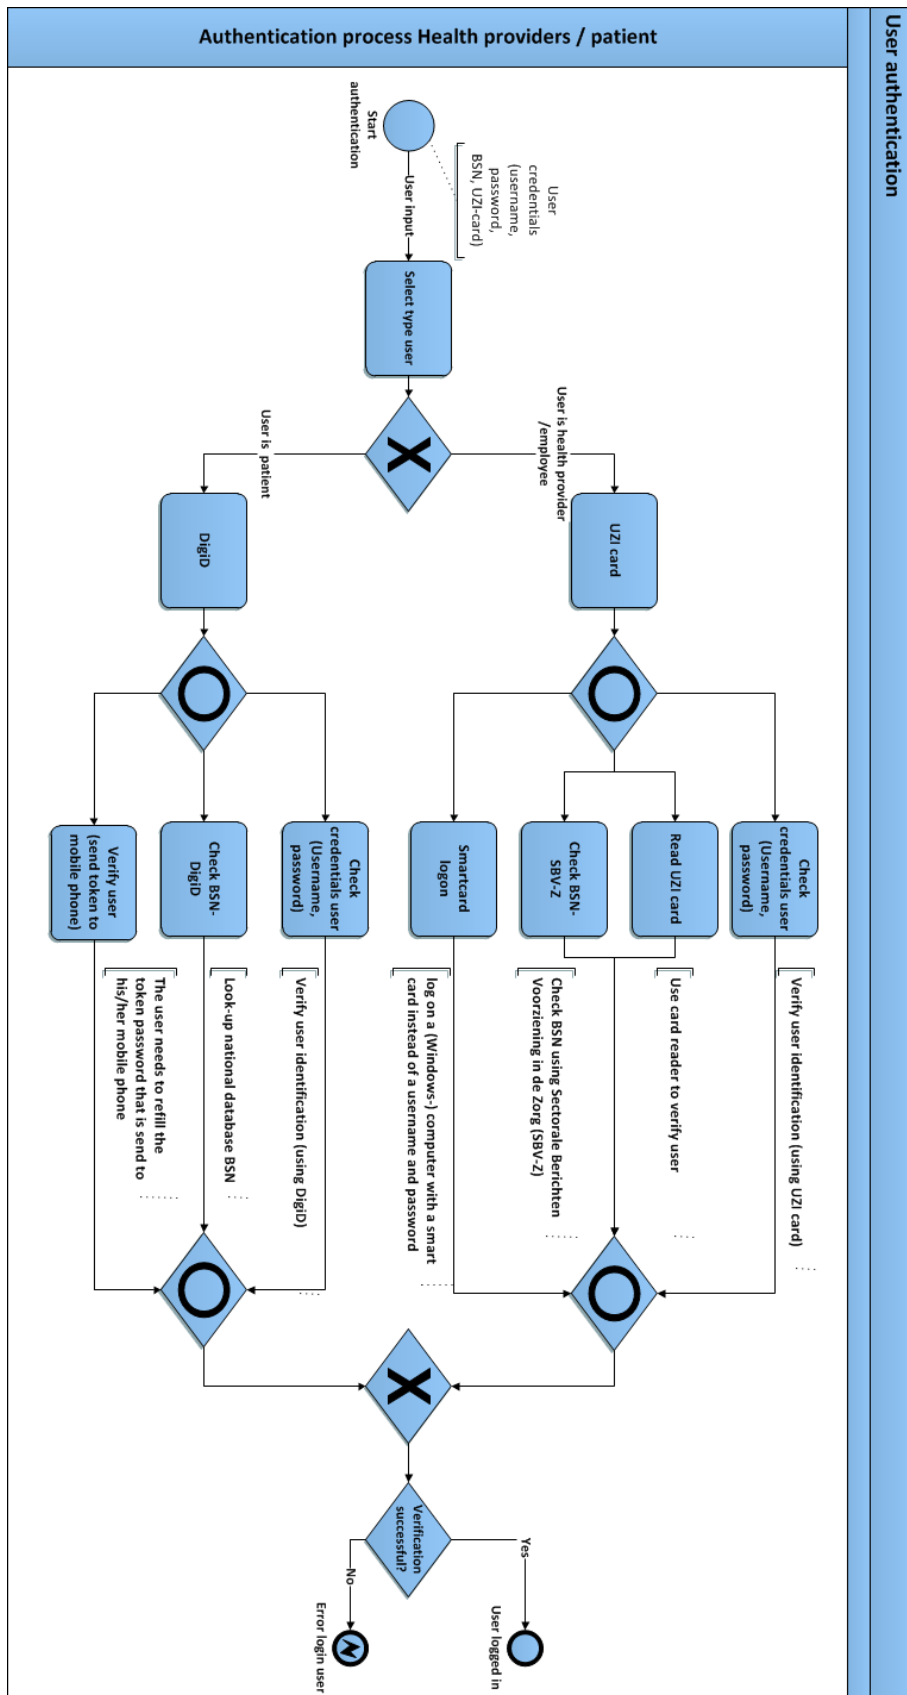 User authentication
Authentication process Health providers / patient
Start
authentication
User
credentials
(username,
password,
BSN, UZI-card)
User input
Select type user
X
User is health provider
/employee
User is patient
UZI card
DigiD
Check
credentials user
(Username,
password)
Read UZI card
Check BSN-
SBV-Z
Smartcard
logon
Check
credentials user
(Username,
password)
Check BSN-
DigiD
Verify user
(send token to
mobile phone)
Verify user identification (using UZI card)
Use card reader to verify user
Check BSN using Sectorale Berichten
Voorziening in de Zorg (SBV-Z)
log on a (Windows-) computer with a smart
card instead of a username and password
Verify user identification (using DigiD)
Look-up national database BSN
The user needs to refill the
token password that is send to
his/her mobile phone
X
Verification
successful?
Yes
No
User logged in
Error login user